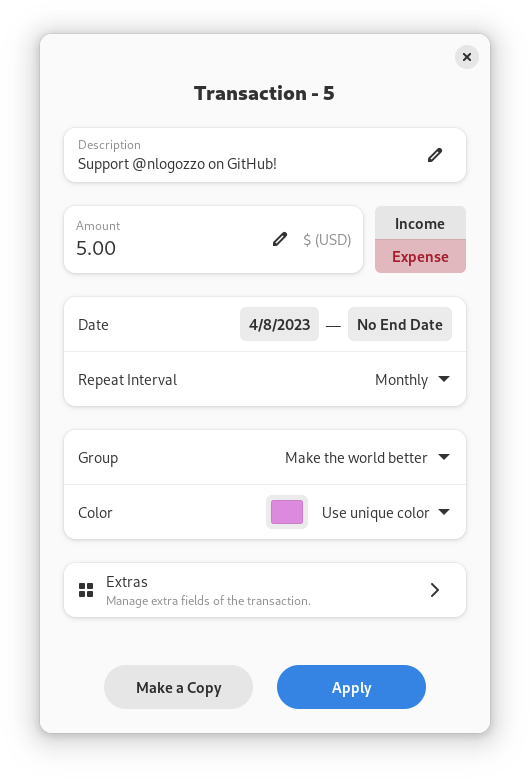 Transaction - 5
Description
Support @nlogozzo on GitHub!
Amount
5.00
$ (USD)
Income
Expense
Date
4/8/2023 — No End Date
Repeat Interval
Monthly
Group
Make the world better
Color
Use unique color
Extras
Manage extra fields of the transaction.
Make a Copy
Apply